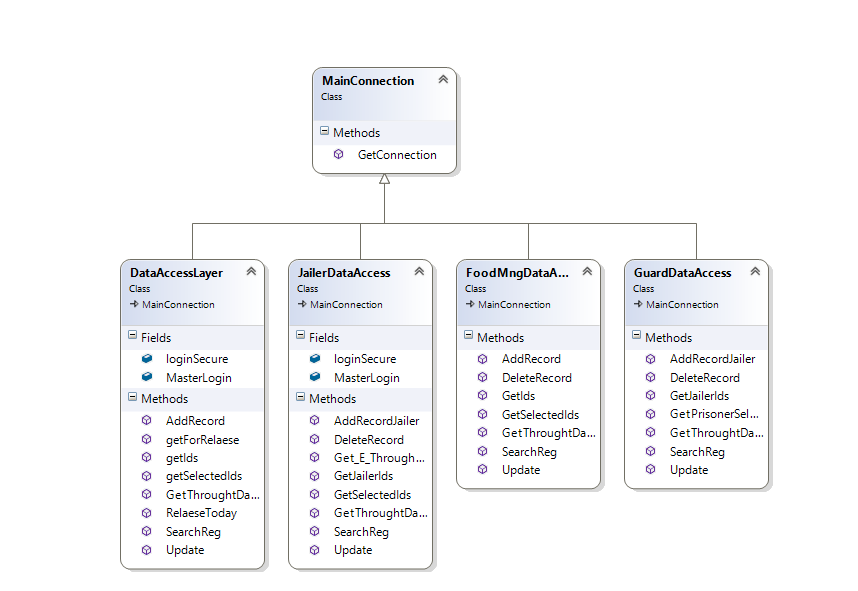 MainConnection
Class
Methods
GetConnection
DataAccessLayer
Class
MainConnection
Fields
loginSecure
MasterLogin
Methods
AddRecord
getForRelaese
getIds
getSelectedIds
GetThroughtDa...
RelaeseToday
SearchReg
Update
JailerDataAccess
Class
MainConnection
Fields
loginSecure
MasterLogin
Methods
AddRecordJailer
DeleteRecord
Get_E_Through...
GetJailerIds
GetSelectedIds
GetThroughtDa...
SearchReg
Update
FoodMngDataA...
Class
MainConnection
Methods
AddRecord
DeleteRecord
GetIds
GetSelectedIds
GetThroughtDa...
SearchReg
Update
GuardDataAccess
Class
MainConnection
Methods
AddRecordJailer
DeleteRecord
GetJailerIds
GetPrisonerSel...
GetThroughtDa...
SearchReg
Update